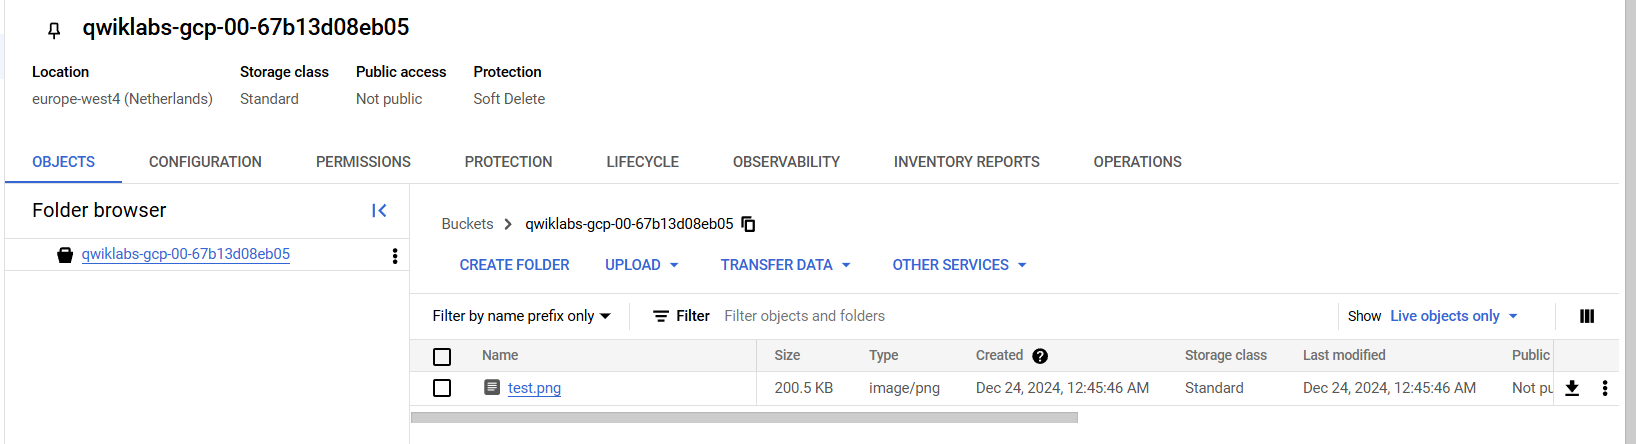 qwiklabs-gcp-00-67b13d08eb05
Location Storage class Public access Protection
europe-west4 (Netherlands) Standard Not public Soft Delete
OBJECTS CONFIGURATION PERMISSIONS PROTECTION LIFECYCLE OBSERVABILITY INVENTORY REPORTS OPERATIONS
Folder browser
qwiklabs-gcp-00-67b13d08eb05
Buckets > qwiklabs-gcp-00-67b13d08eb05
CREATE FOLDER UPLOAD TRANSFER DATA OTHER SERVICES
Filter by name prefix only Filter Filter objects and folders Show Live objects only
Name Size Type Created Storage class Last modified Public
test.png 200.5 KB image/png Dec 24, 2024, 12:45:46 AM Standard Dec 24, 2024, 12:45:46 AM Not pu